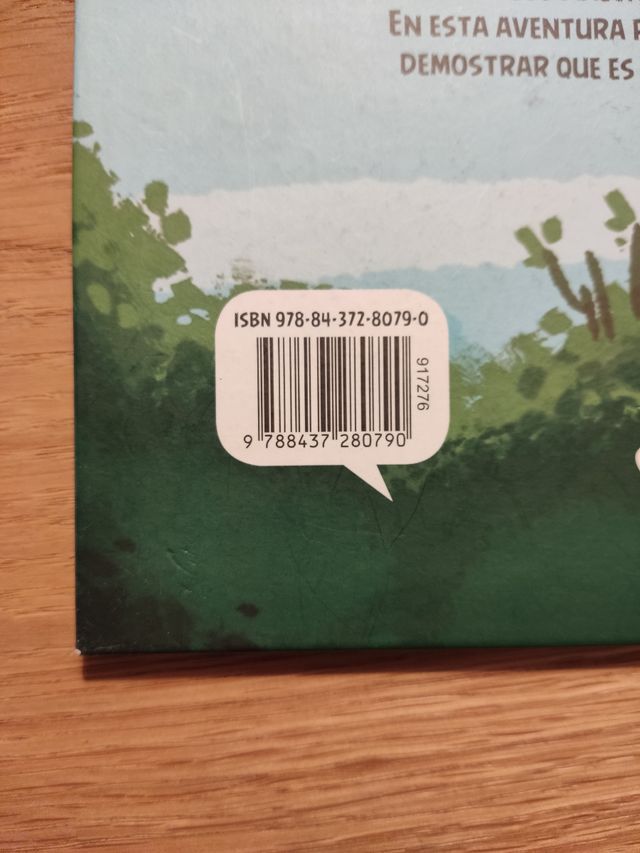 EN ESTA AVENTURA
DEMOSTRAR QUE ES
ISBN 978-84-372-8079-0
917276
9 788437 280790